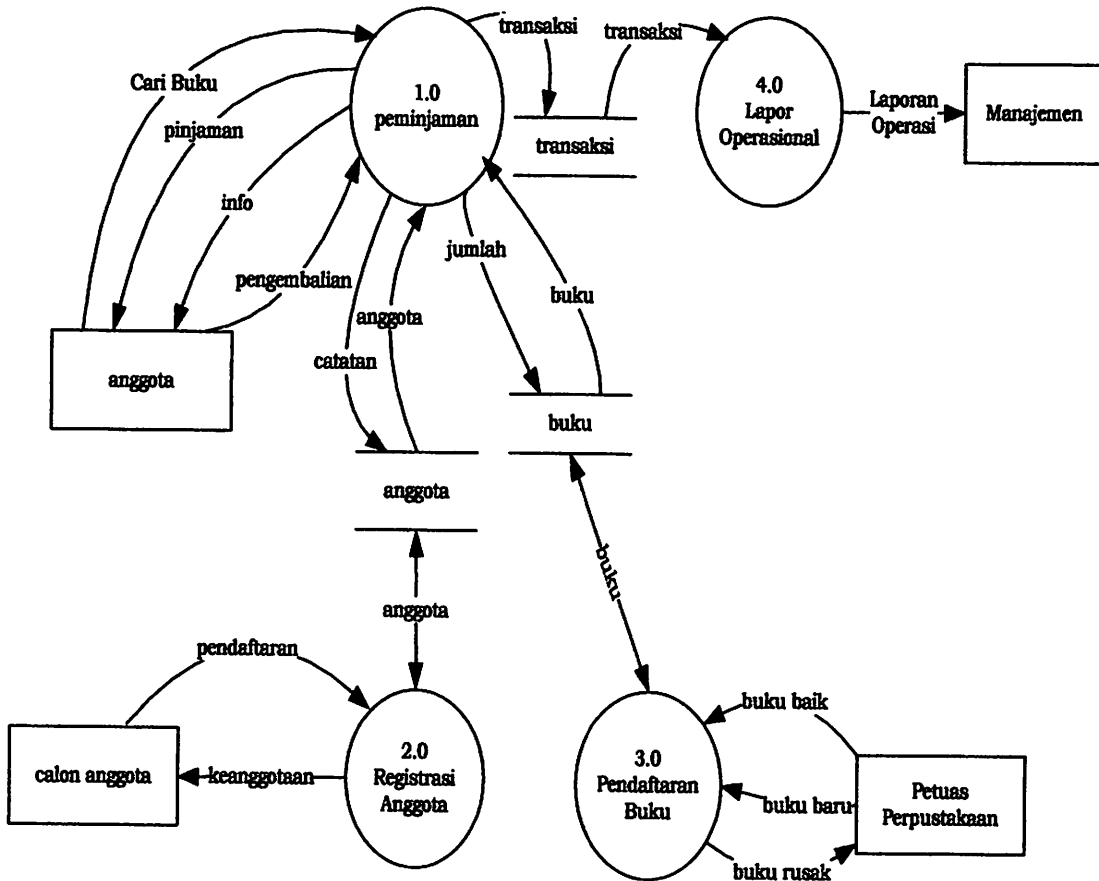 transaksi
transaksi
Cari Buku
1.0
peminjaman
4.0
Lapor
Operasional
Laporan
Operasi
Manajemen
pinjaman
transaksi
info
jumlah
pengembalian
buku
anggota
catatan
anggota
buku
anggota
buku
anggota
pendaftaran
buku baik
2.0
Registrasi
Anggota
3.0
Pendaftaran
Buku
calon anggota
keanggotaan
buku baru
Petuas
Perpustakaan
buku rusak